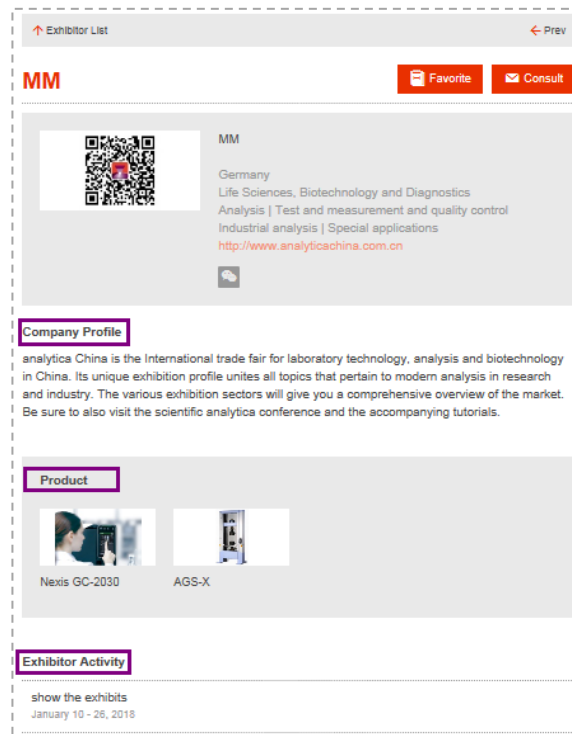 Exhibitor List
Prev
MM
Favorite
Consult
MM
Germany
Life Sciences, Biotechnology and Diagnostics
Analysis | Test and measurement and quality control
Industrial analysis | Special applications
http://www.analyticachina.com.cn
Company Profile
analytica China is the International trade fair for laboratory technology, analysis and biotechnology
in China. Its unique exhibition profile unites all topics that pertain to modern analysis in research
and industry. The various exhibition sectors will give you a comprehensive overview of the market.
Be sure to also visit the scientific analytica conference and the accompanying tutorials.
Product
Nexis GC-2030
AGS-X
Exhibitor Activity
show the exhibits
January 10 - 26, 2018